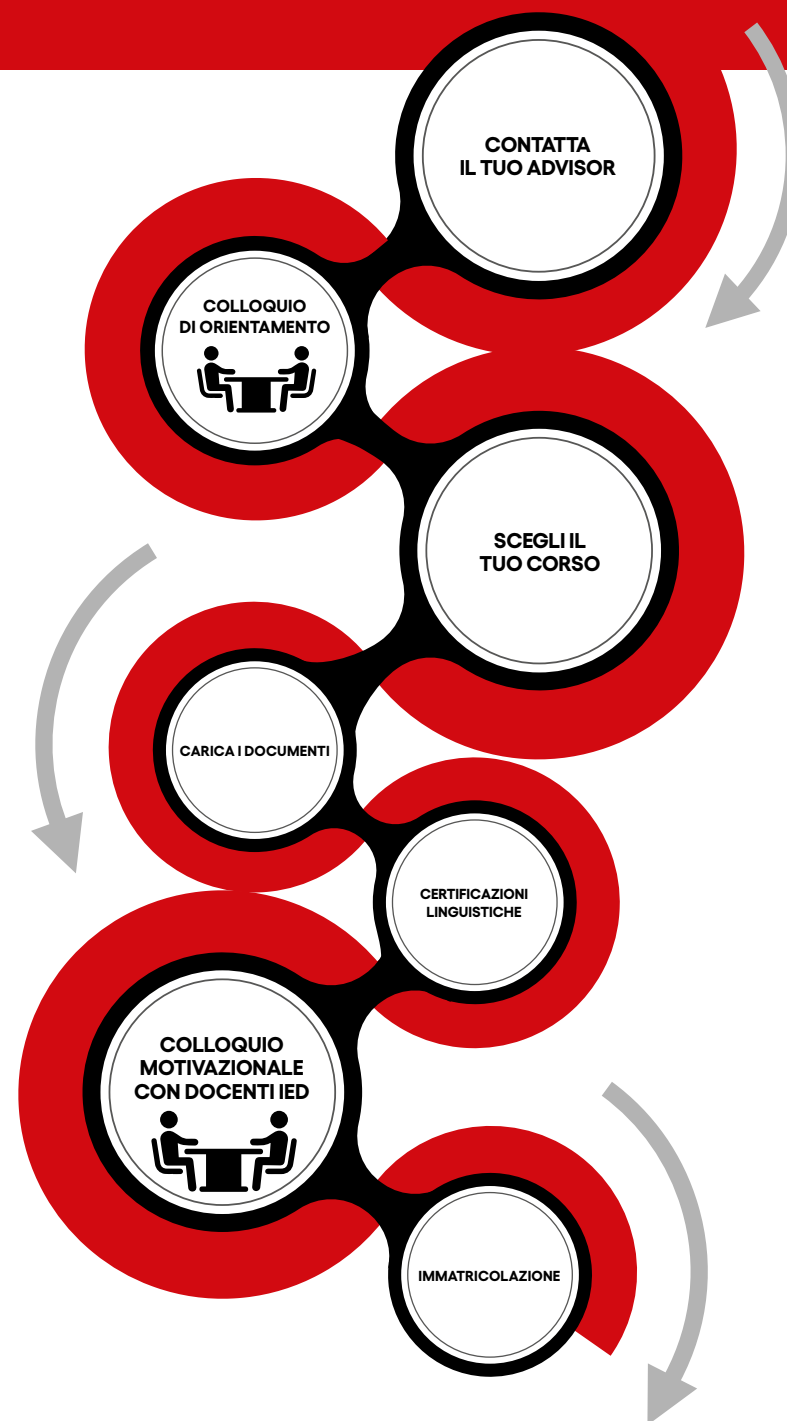 CONTATTA
IL TUO ADVISOR
COLLOQUIO
DI ORIENTAMENTO
SCEGLI IL
TUO CORSO
CARICA I DOCUMENTI
CERTIFICAZIONI
LINGUISTICHE
COLLOQUIO
MOTIVAZIONALE
CON DOCENTI IED
IMMATRICOLAZIONE